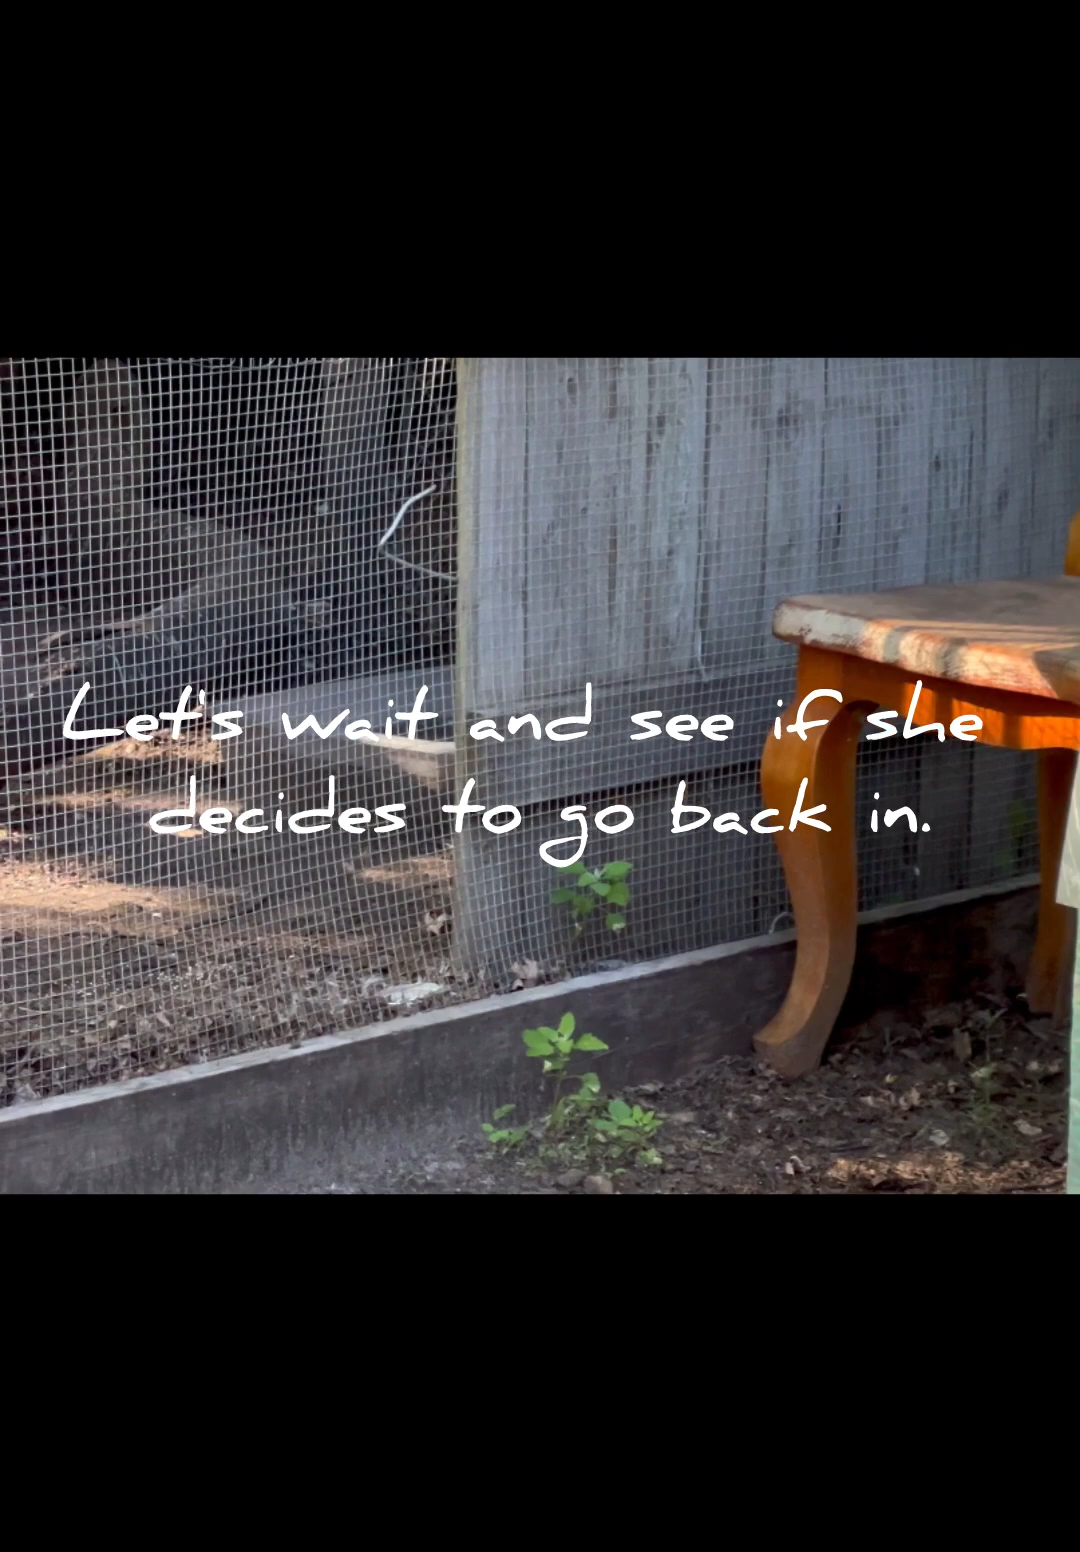 Let's wait and see if she
decides to go back in.